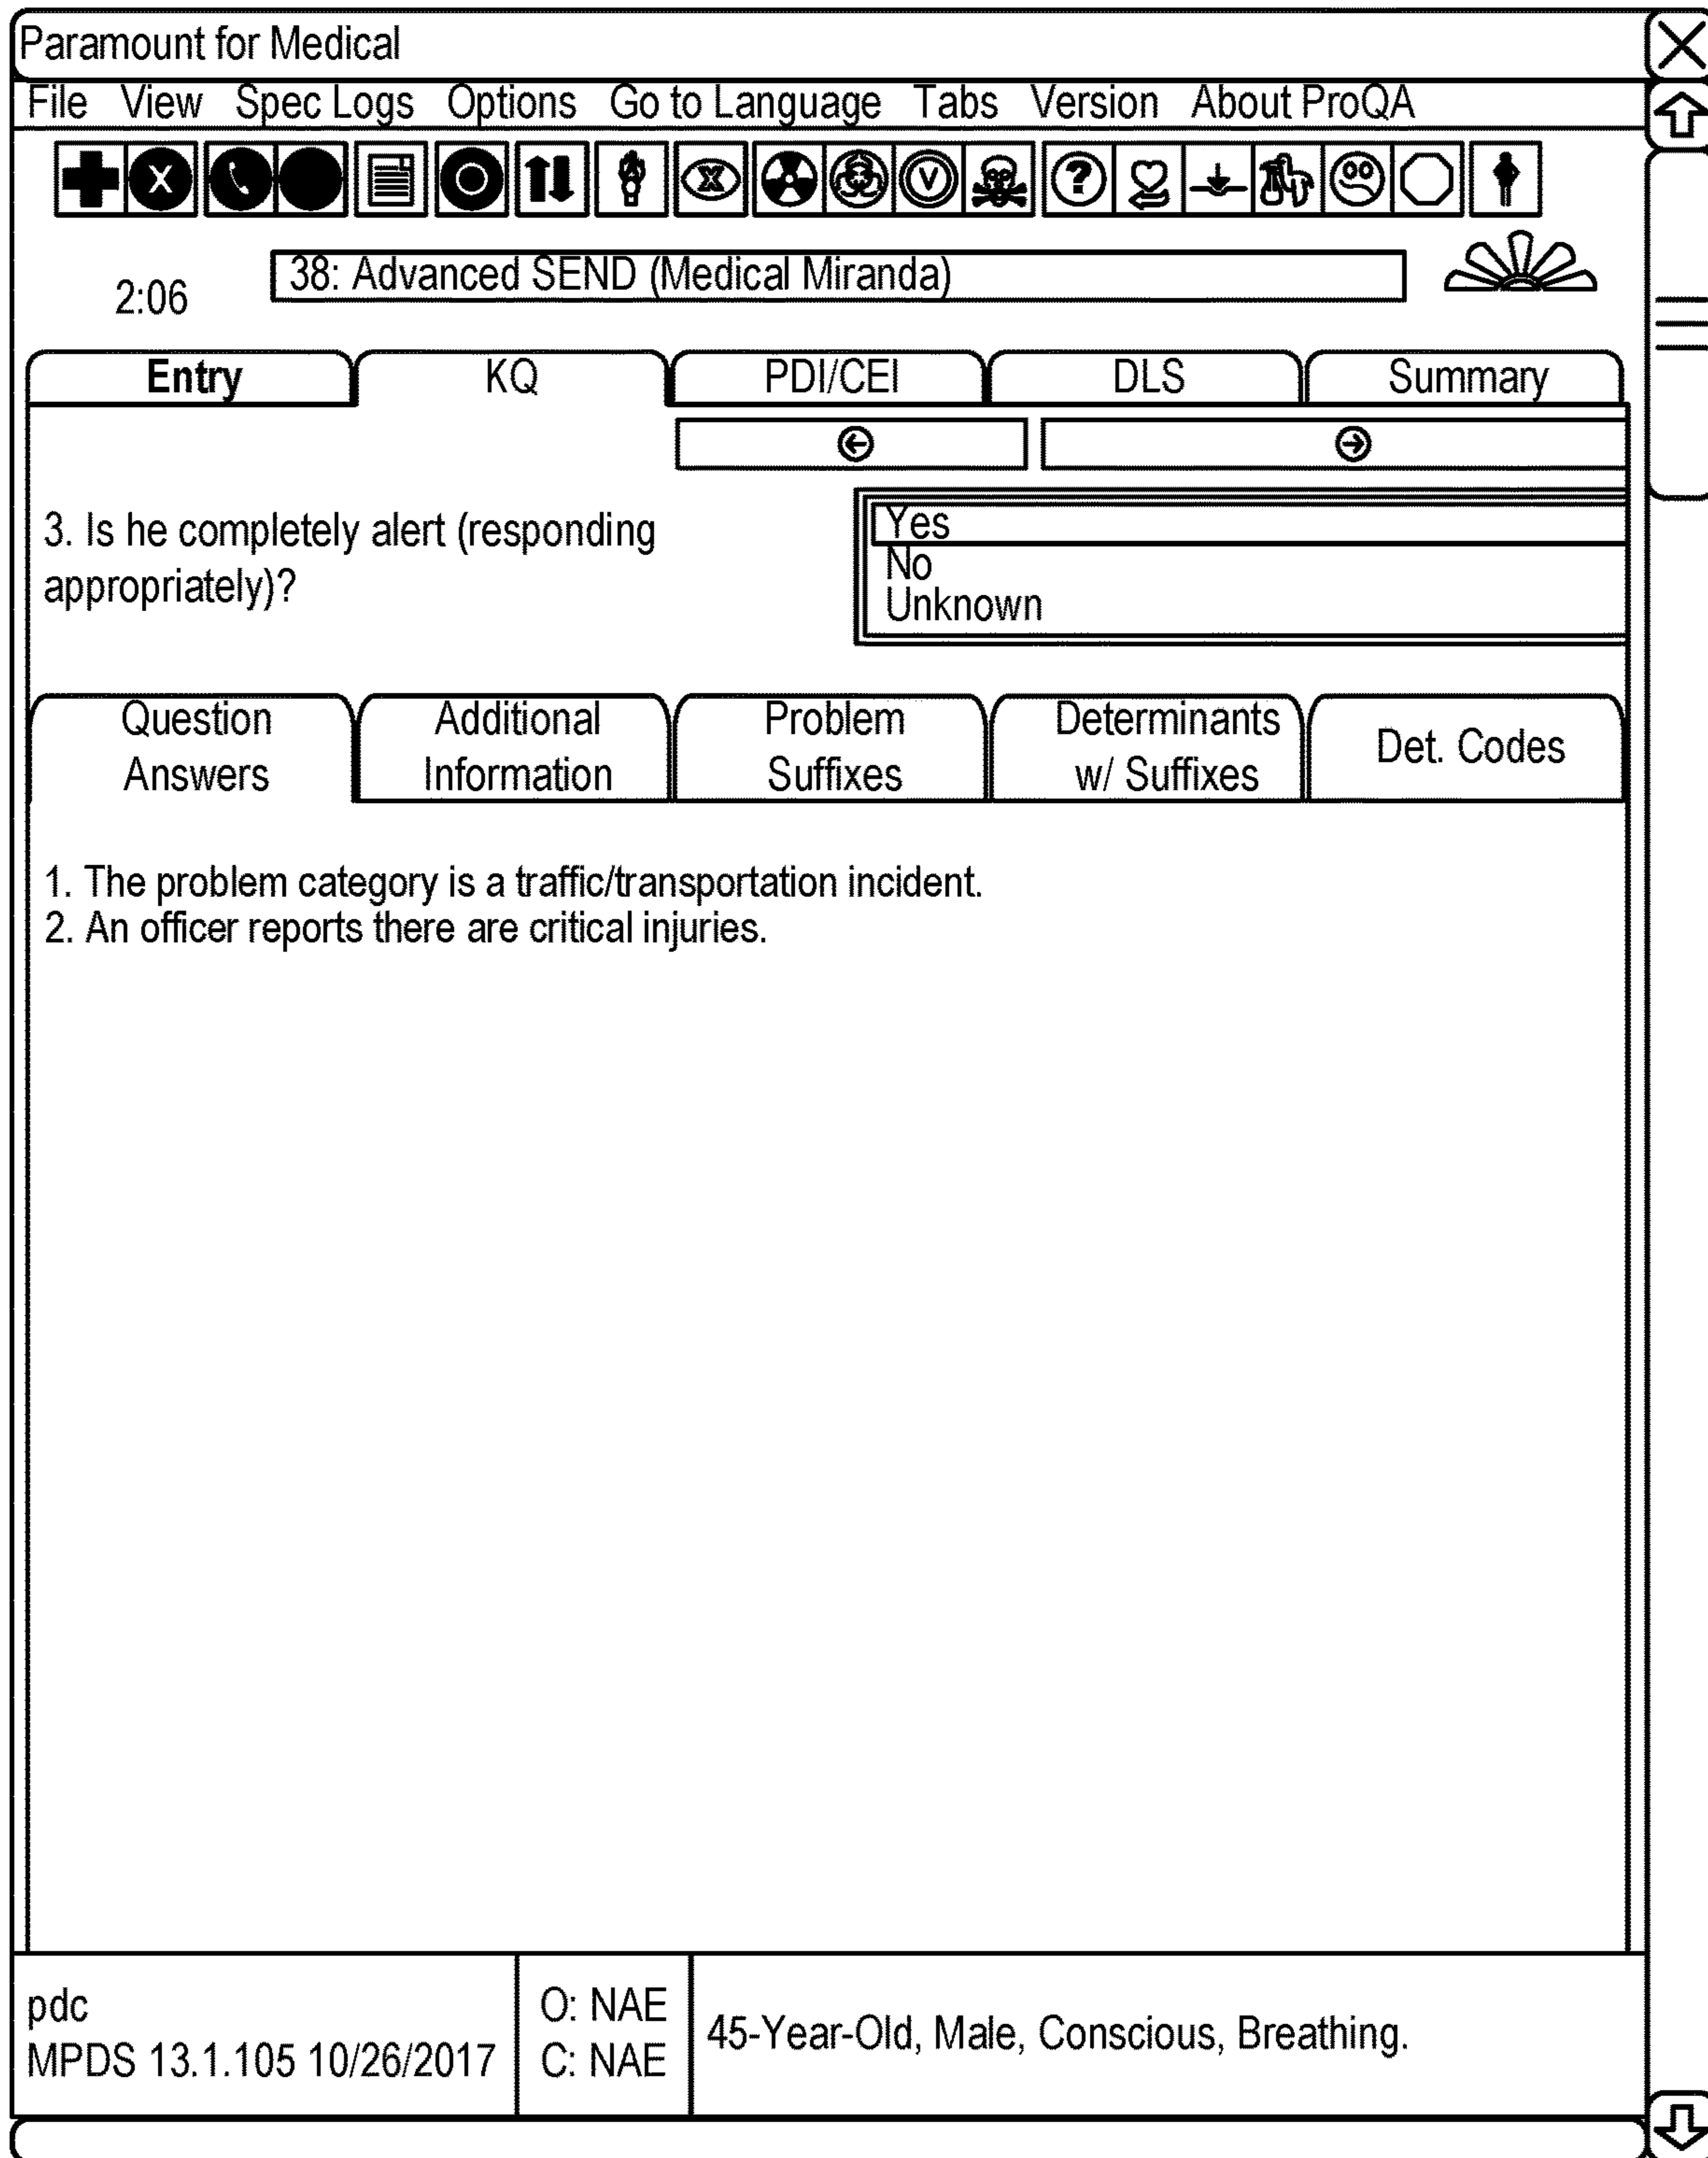 Paramount for Medical
File View Spec Logs Options Go to Language Tabs Version About ProQA
X V ?
2:06
38: Advanced SEND (Medical Miranda)
Entry KQ PDI/CEI DLS Summary
3. Is he completely alert (responding
appropriately)?
Yes
No
Unknown
Question
Answers
Additional
Information
Problem
Suffixes
Determinants
w/ Suffixes
Det. Codes
1. The problem category is a traffic/transportation incident.
2. An officer reports there are critical injuries.
pdc
MPDS 13.1.105 10/26/2017
O: NAE
C: NAE
45-Year-Old, Male, Conscious, Breathing.